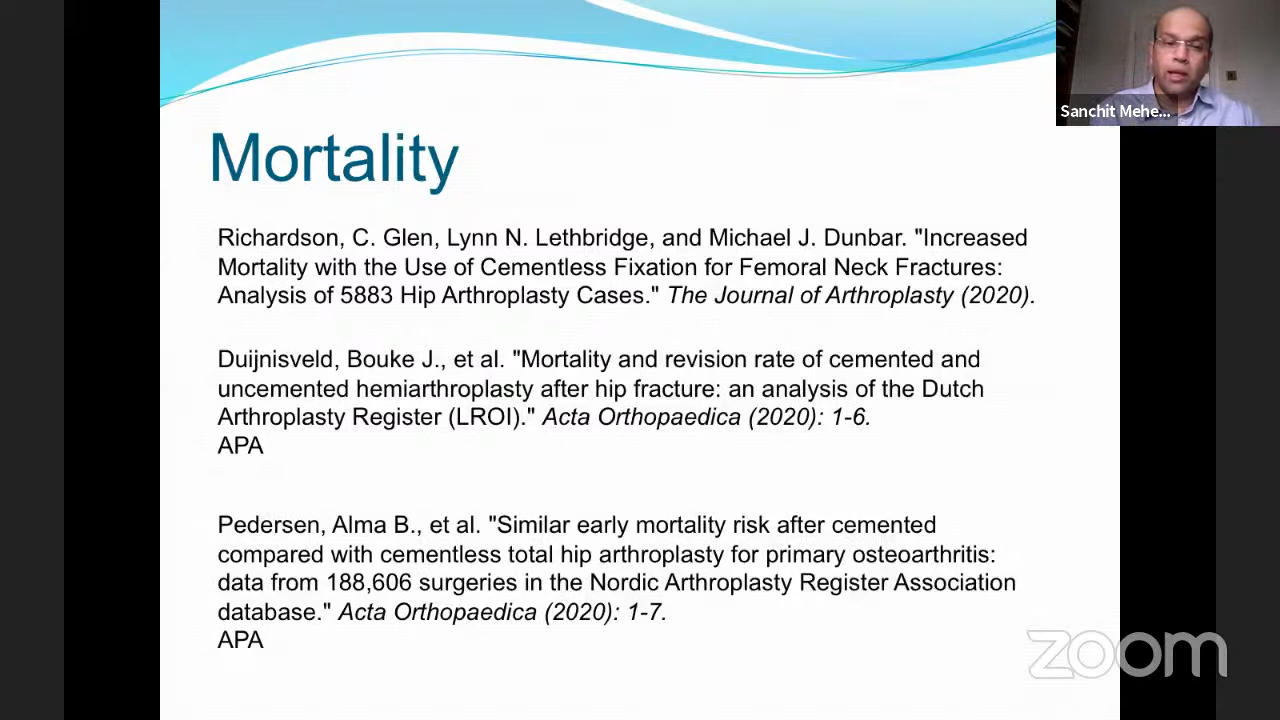 Mortality
Richardson, C. Glen, Lynn N. Lethbridge, and Michael J. Dunbar. "Increased
Mortality with the Use of Cementless Fixation for Femoral Neck Fractures:
Analysis of 5883 Hip Arthroplasty Cases." The Journal of Arthroplasty (2020).
Duijnisveld, Bouke J., et al. "Mortality and revision rate of cemented and
uncemented hemiarthroplasty after hip fracture: an analysis of the Dutch
Arthroplasty Register (LROI)." Acta Orthopaedica (2020): 1-6.
APA
Pedersen, Alma B., et al. "Similar early mortality risk after cemented
compared with cementless total hip arthroplasty for primary osteoarthritis:
data from 188,606 surgeries in the Nordic Arthroplasty Register Association
database." Acta Orthopaedica (2020): 1-7.
APA
Sanchit Mehe...
zoom